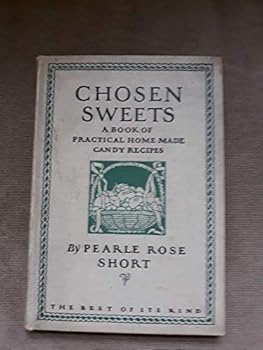 CHOSEN
SWEETS
A BOOK OF
PRACTICAL HOME MADE
CANDY RECIPES
By PEARLE ROSE
SHORT
THE BEST OF ITS KIND